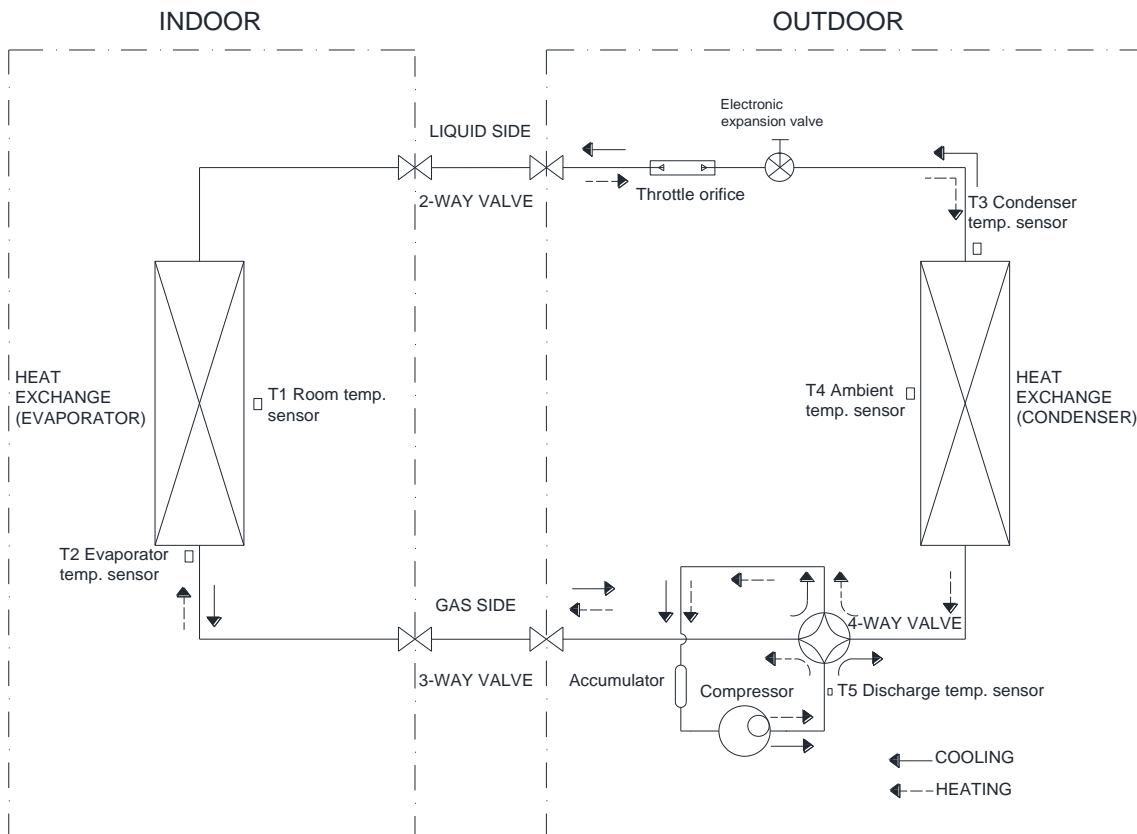 INDOOR
OUTDOOR
Electronic
expansion valve
LIQUID SIDE
2-WAY VALVE
Throttle orifice
T3 Condenser
temp. sensor
HEAT
EXCHANGE
(EVAPORATOR)
T1 Room temp.
sensor
T4 Ambient
temp. sensor
HEAT
EXCHANGE
(CONDENSER)
T2 Evaporator
temp. sensor
GAS SIDE
3-WAY VALVE
4-WAY VALVE
Accumulator
Compressor
T5 Discharge temp. sensor
COOLING
HEATING